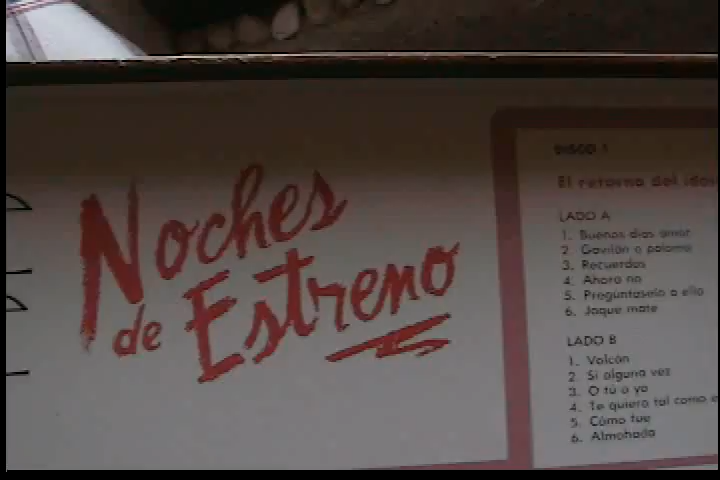 Noches
de Estreno
DISCO 1
El retorno del
LADO A
1. Buenos días amor
2. Gavilán o paloma
3. Recuerdos
4. Ahora no
5. Pregúntaselo a ella
6. Jaque mate
LADO B
1. Volcán
2. Si alguna vez
3. O tú o yo
4. Te quiero tal como e
5. Cómo fue
6. Almohada